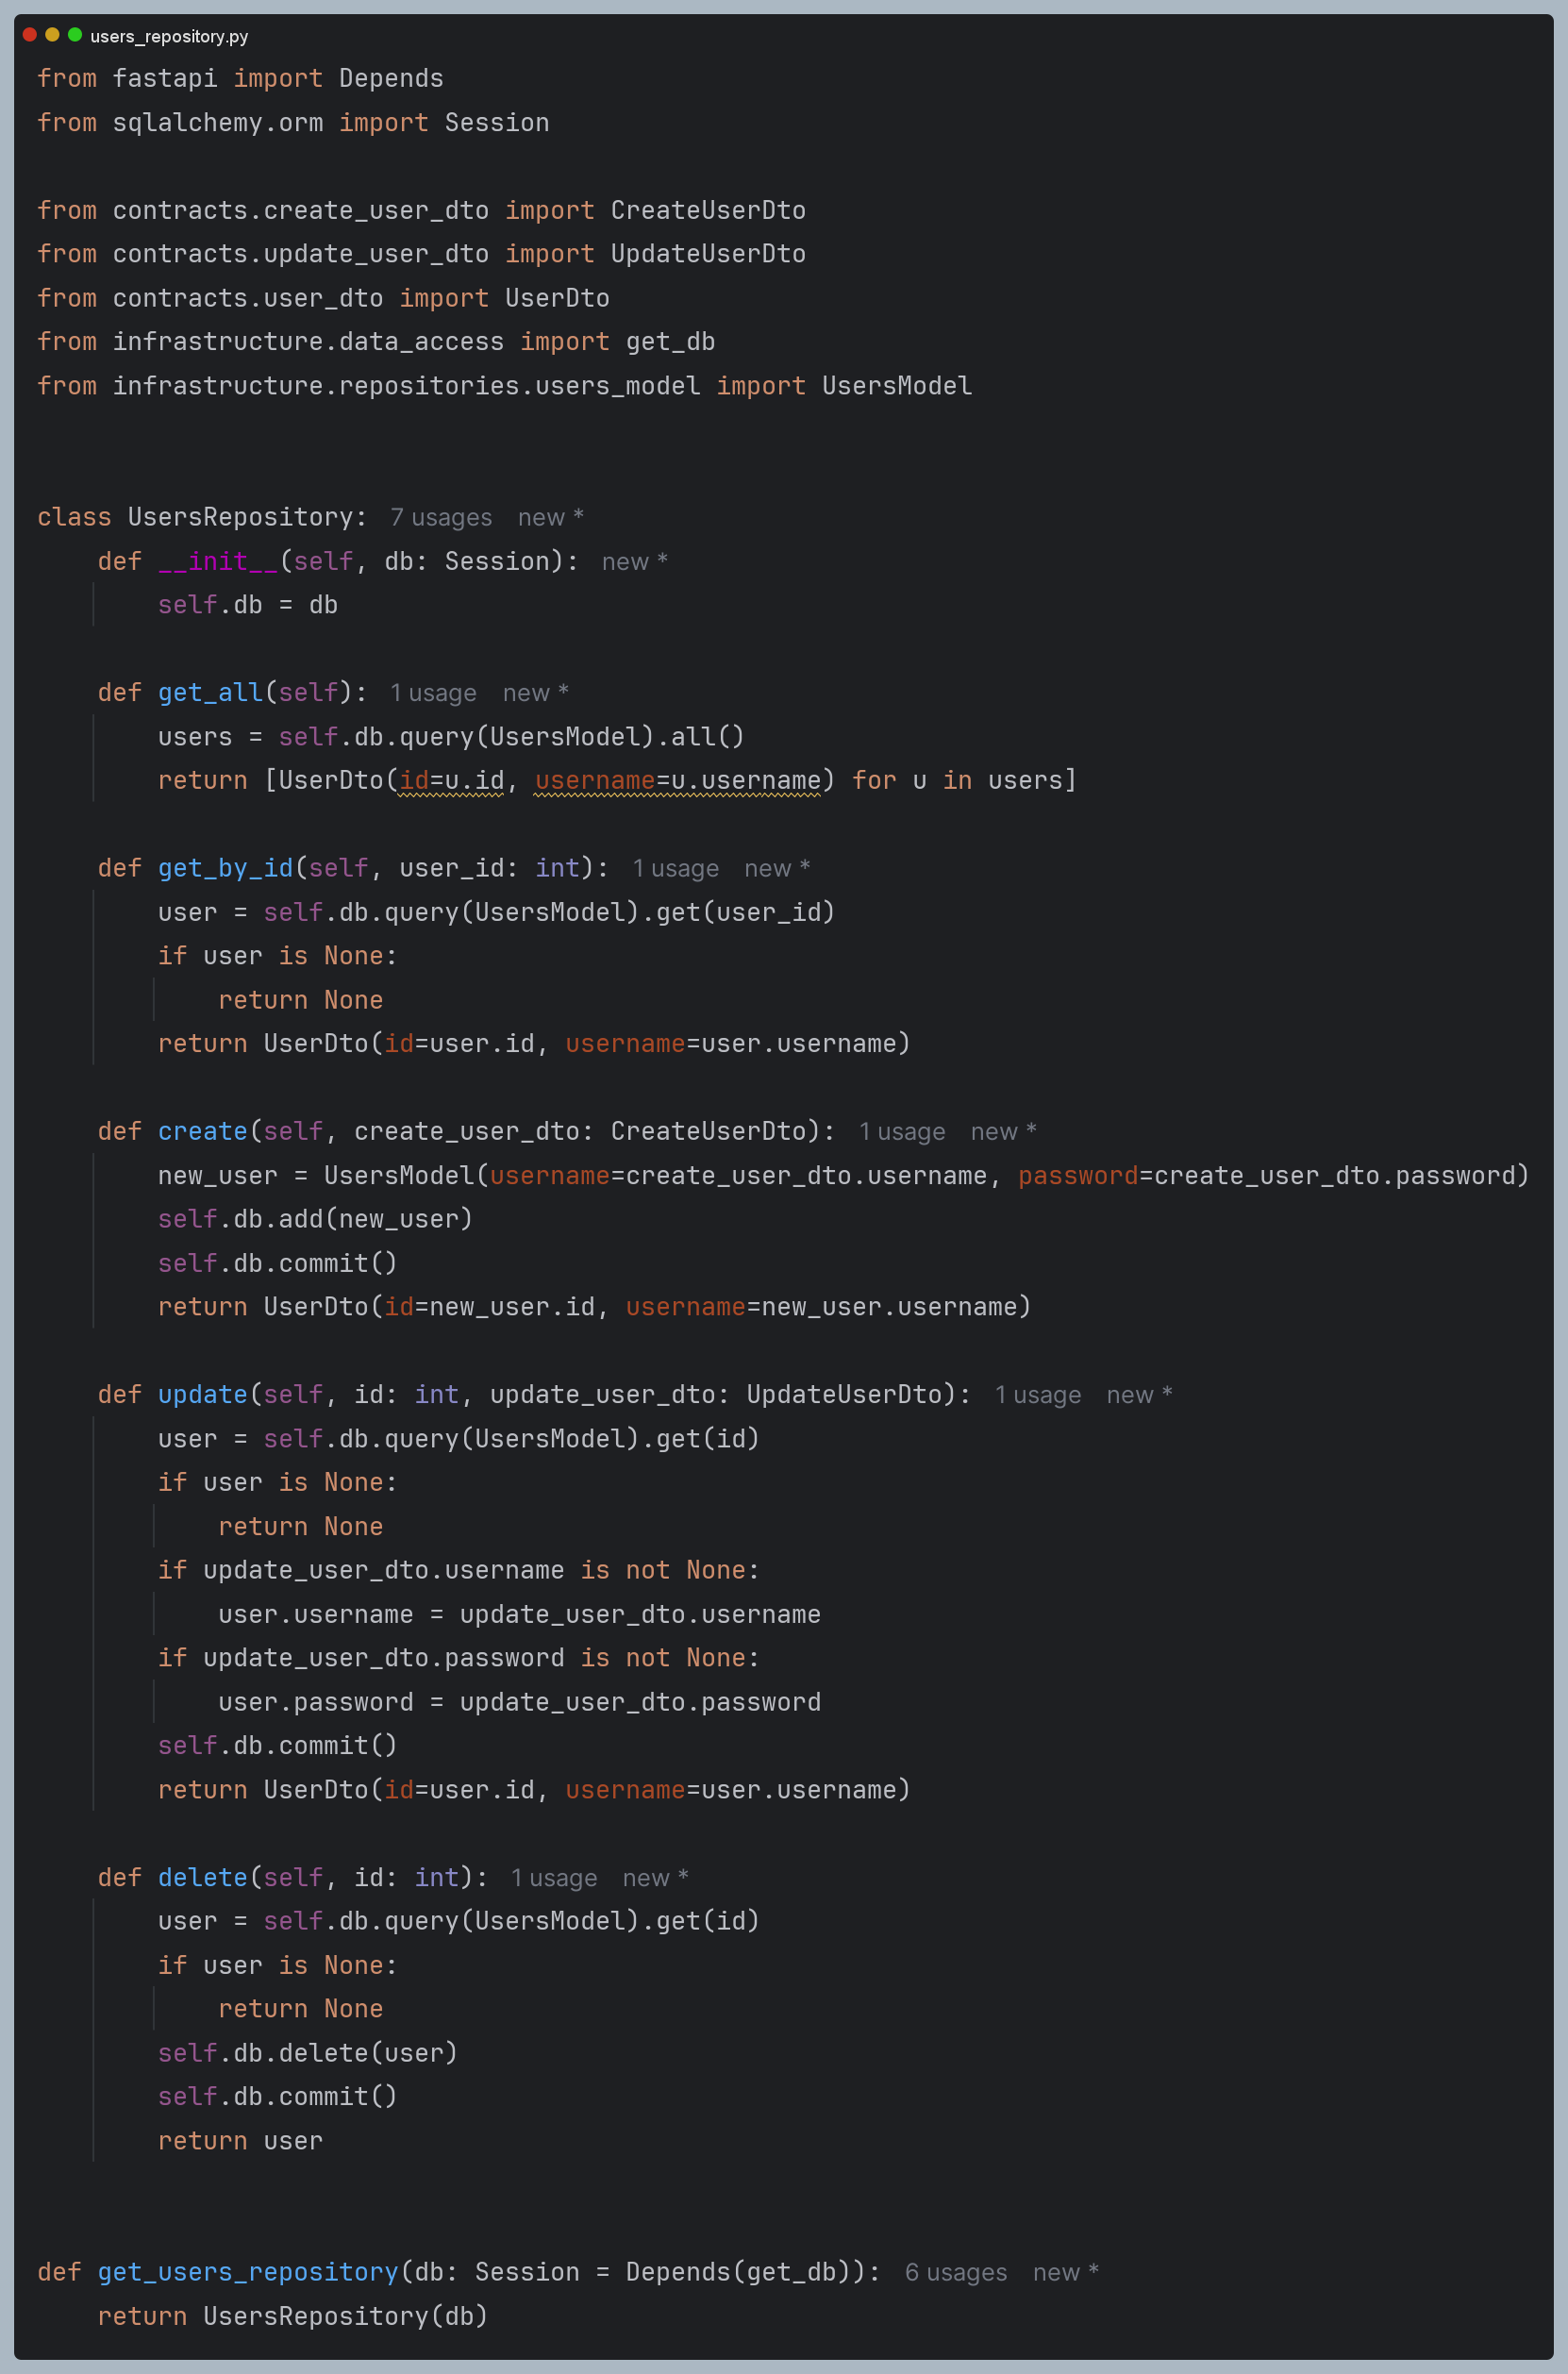 users_repository.py
from fastapi import Depends
from sqlalchemy.orm import Session

from contracts.create_user_dto import CreateUserDto
from contracts.update_user_dto import UpdateUserDto
from contracts.user_dto import UserDto
from infrastructure.data_access import get_db
from infrastructure.repositories.users_model import UsersModel


class UsersRepository: 7 usages new *
    def __init__(self, db: Session): new *
        self.db = db

    def get_all(self): 1 usage new *
        users = self.db.query(UsersModel).all()
        return [UserDto(id=u.id, username=u.username) for u in users]

    def get_by_id(self, user_id: int): 1 usage new *
        user = self.db.query(UsersModel).get(user_id)
        if user is None:
            return None
        return UserDto(id=user.id, username=user.username)

    def create(self, create_user_dto: CreateUserDto): 1 usage new *
        new_user = UsersModel(username=create_user_dto.username, password=create_user_dto.password)
        self.db.add(new_user)
        self.db.commit()
        return UserDto(id=new_user.id, username=new_user.username)

    def update(self, id: int, update_user_dto: UpdateUserDto): 1 usage new *
        user = self.db.query(UsersModel).get(id)
        if user is None:
            return None
        if update_user_dto.username is not None:
            user.username = update_user_dto.username
        if update_user_dto.password is not None:
            user.password = update_user_dto.password
        self.db.commit()
        return UserDto(id=user.id, username=user.username)

    def delete(self, id: int): 1 usage new *
        user = self.db.query(UsersModel).get(id)
        if user is None:
            return None
        self.db.delete(user)
        self.db.commit()
        return user


def get_users_repository(db: Session = Depends(get_db)): 6 usages new *
    return UsersRepository(db)